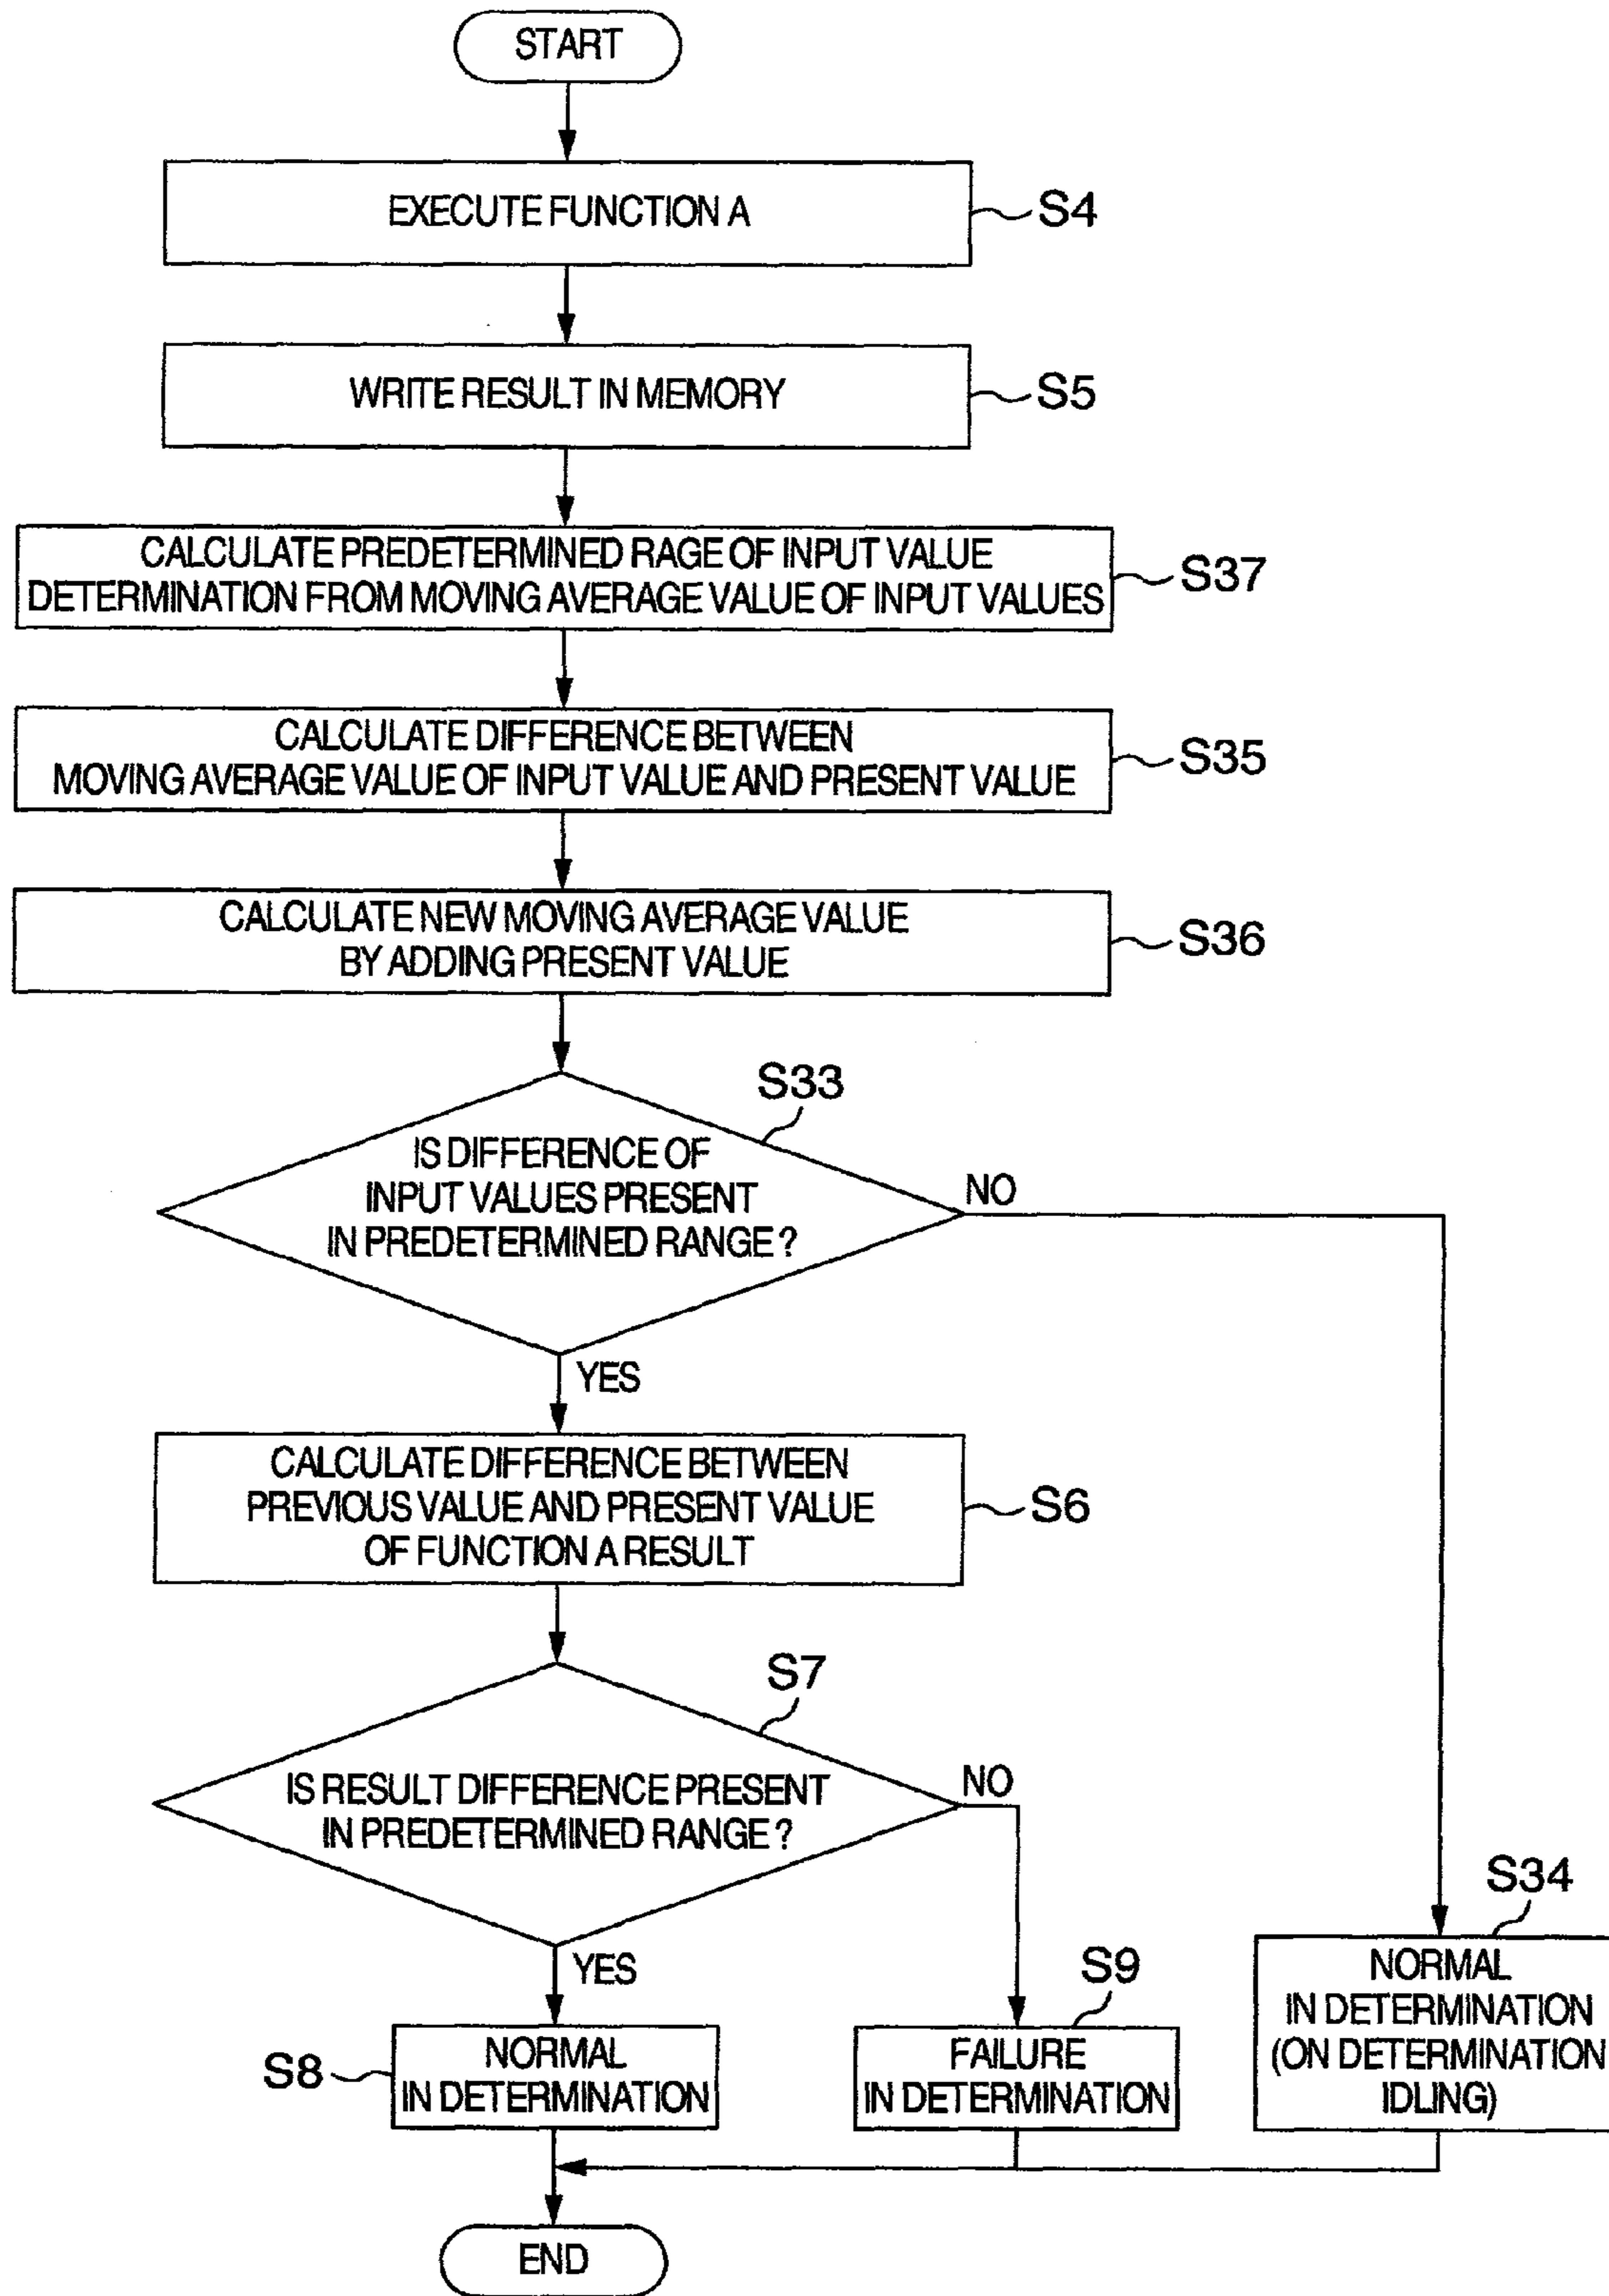 START
EXECUTE FUNCTION A
S4
WRITE RESULT IN MEMORY
S5
CALCULATE PREDETERMINED RAGE OF INPUT VALUE
DETERMINATION FROM MOVING AVERAGE VALUE OF INPUT VALUES
S37
CALCULATE DIFFERENCE BETWEEN
MOVING AVERAGE VALUE OF INPUT VALUE AND PRESENT VALUE
S35
CALCULATE NEW MOVING AVERAGE VALUE
BY ADDING PRESENT VALUE
S36
S33
IS DIFFERENCE OF
INPUT VALUES PRESENT
IN PREDETERMINED RANGE?
NO
YES
CALCULATE DIFFERENCE BETWEEN
PREVIOUS VALUE AND PRESENT VALUE
OF FUNCTION A RESULT
S6
S7
IS RESULT DIFFERENCE PRESENT
IN PREDETERMINED RANGE?
NO
YES
S8
NORMAL
IN DETERMINATION
S9
FAILURE
IN DETERMINATION
S34
NORMAL
IN DETERMINATION
(ON DETERMINATION
IDLING)
END